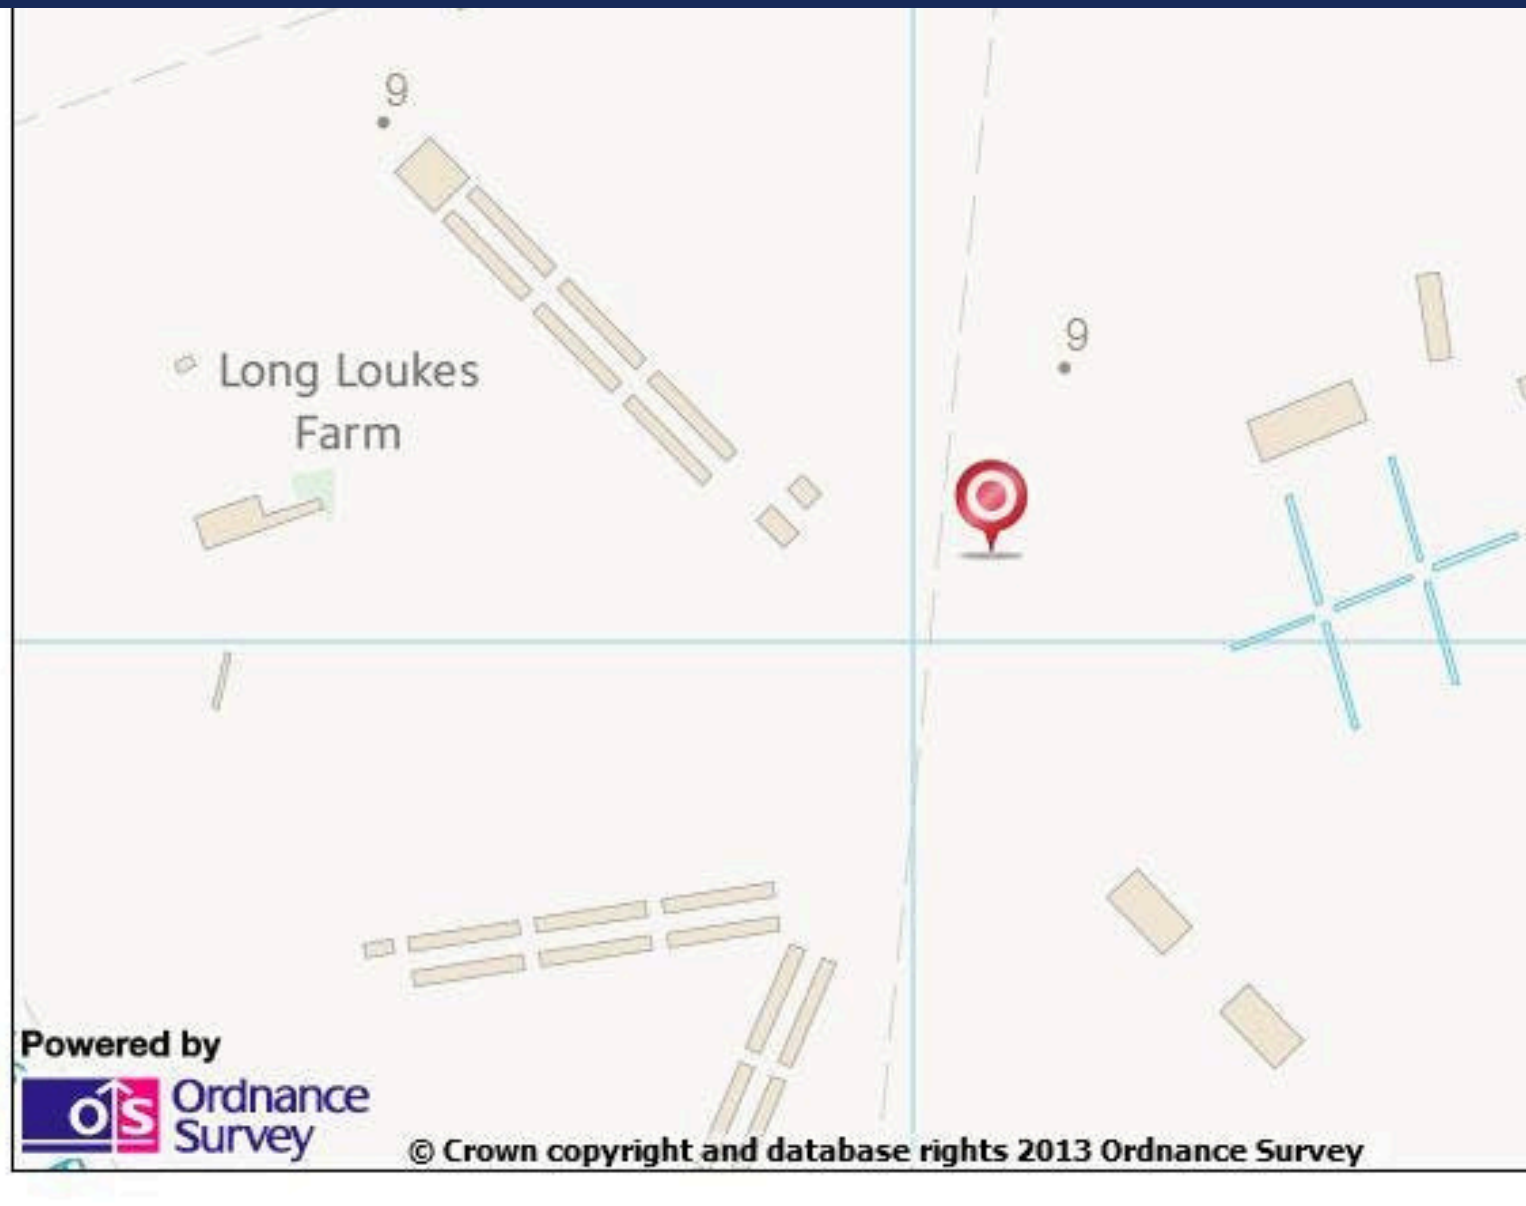 9
9
Long Loukes
Farm
Powered by
OS Ordnance
Survey
© Crown copyright and database rights 2013 Ordnance Survey